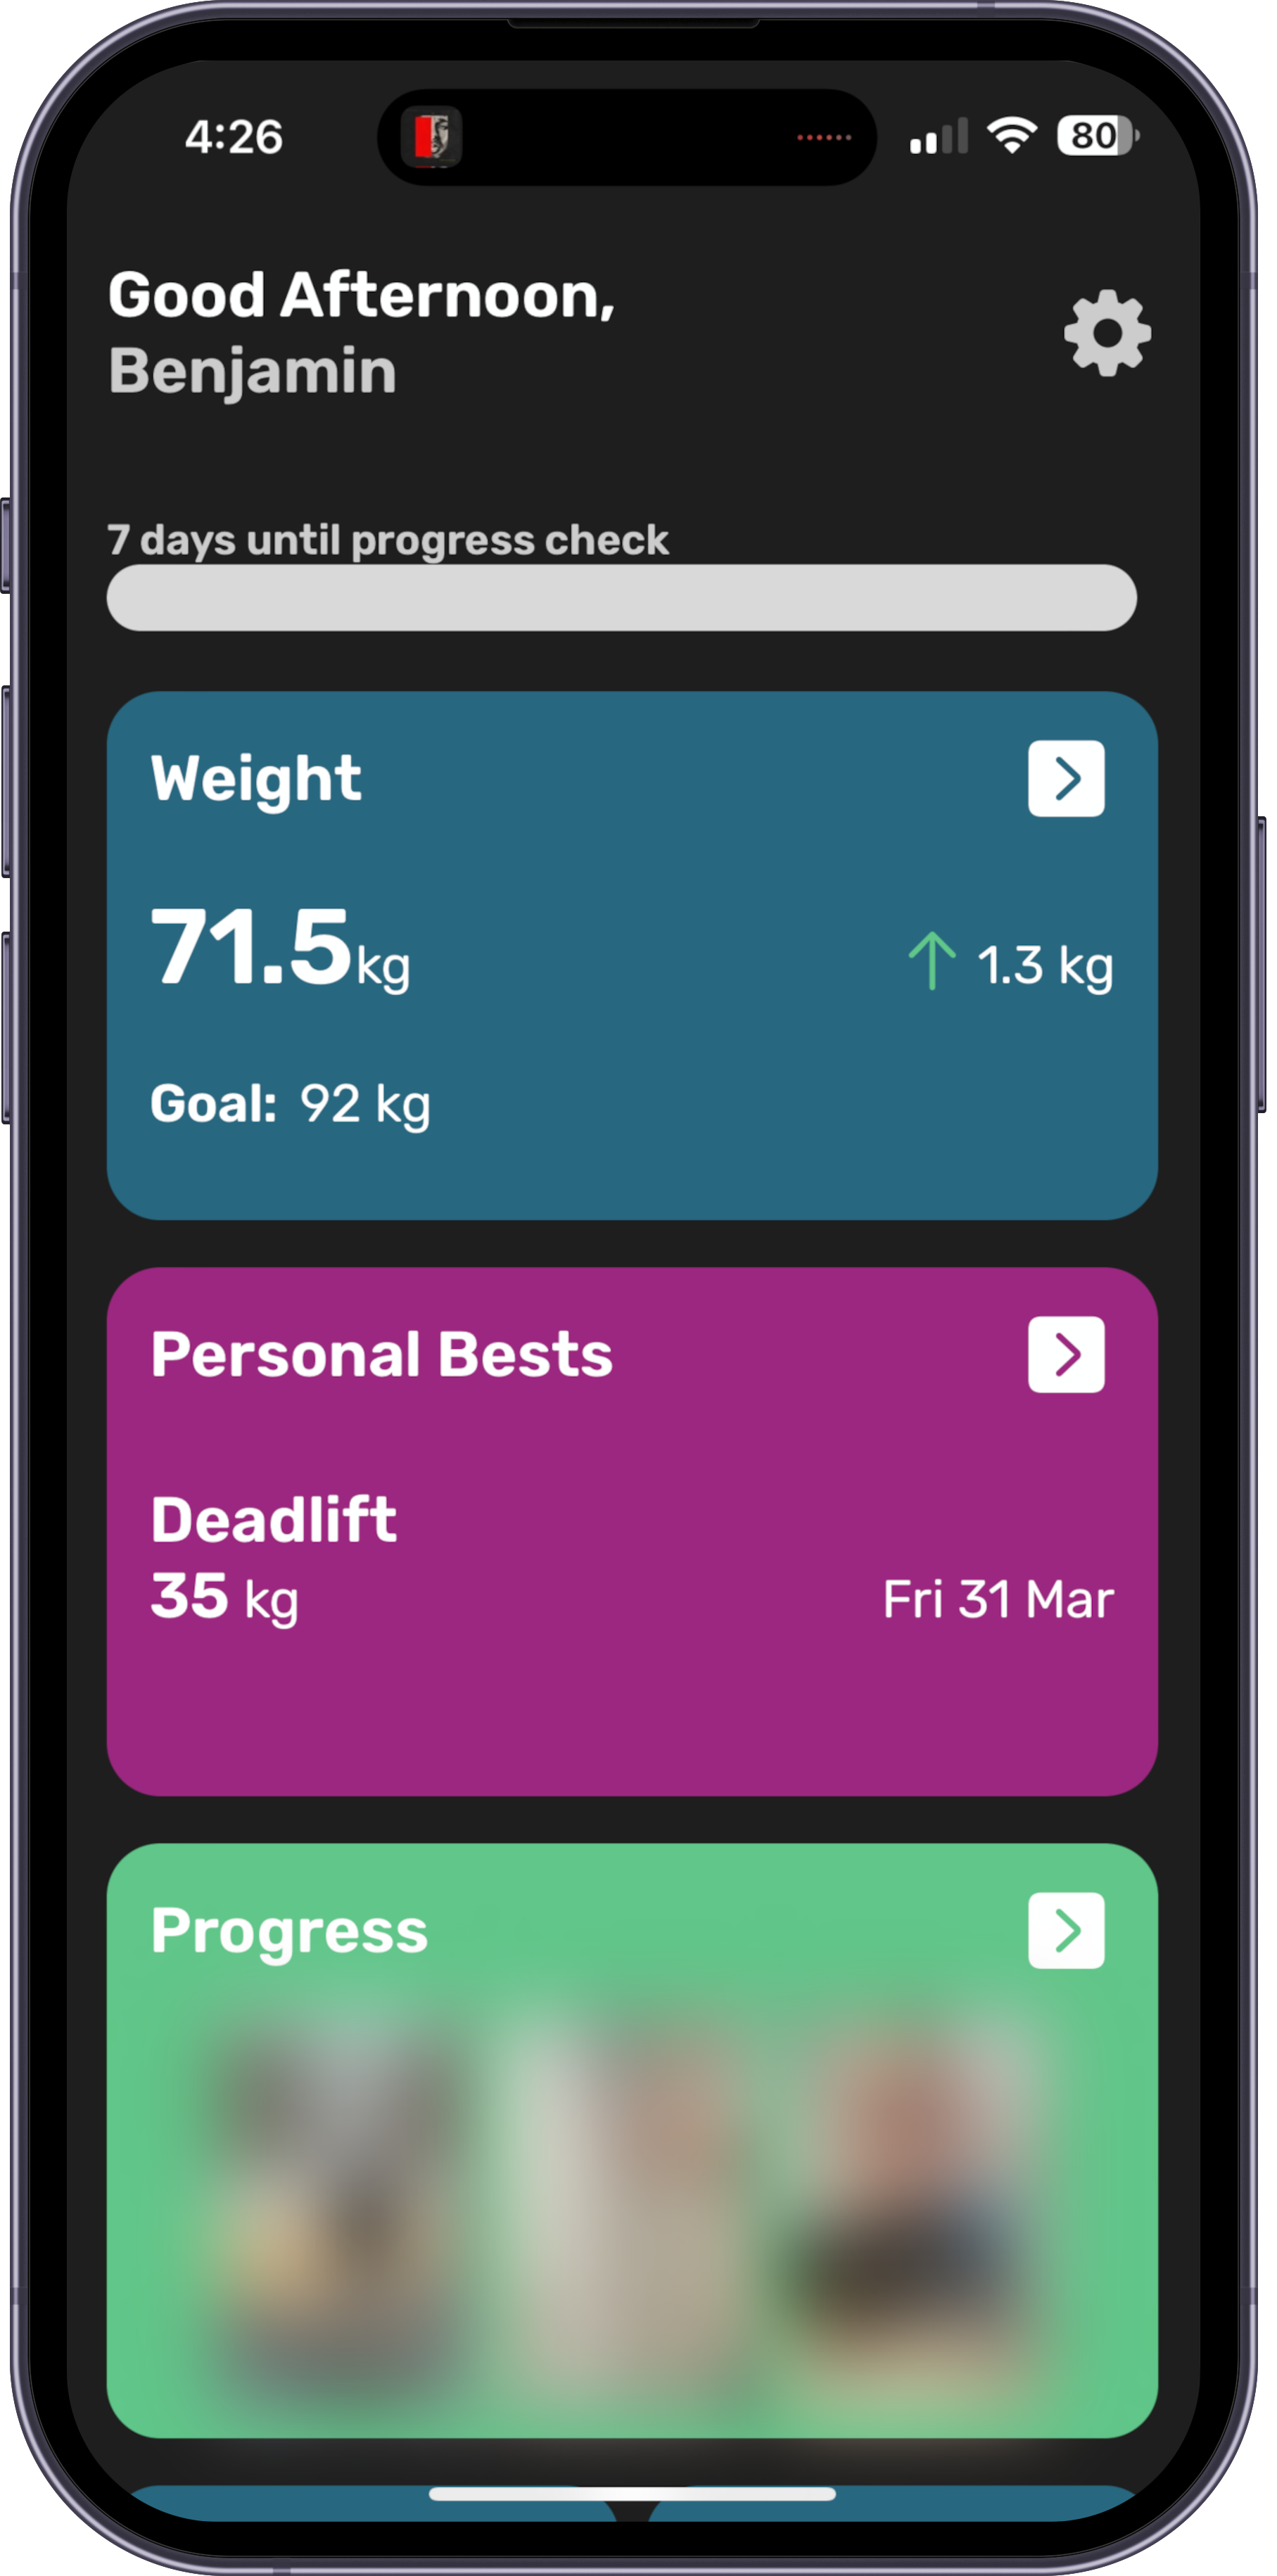 4:26
80
Good Afternoon,
Benjamin
7 days until progress check
Weight
71.5kg
1.3 kg
Goal: 92 kg
Personal Bests
Deadlift
35 kg
Fri 31 Mar
Progress